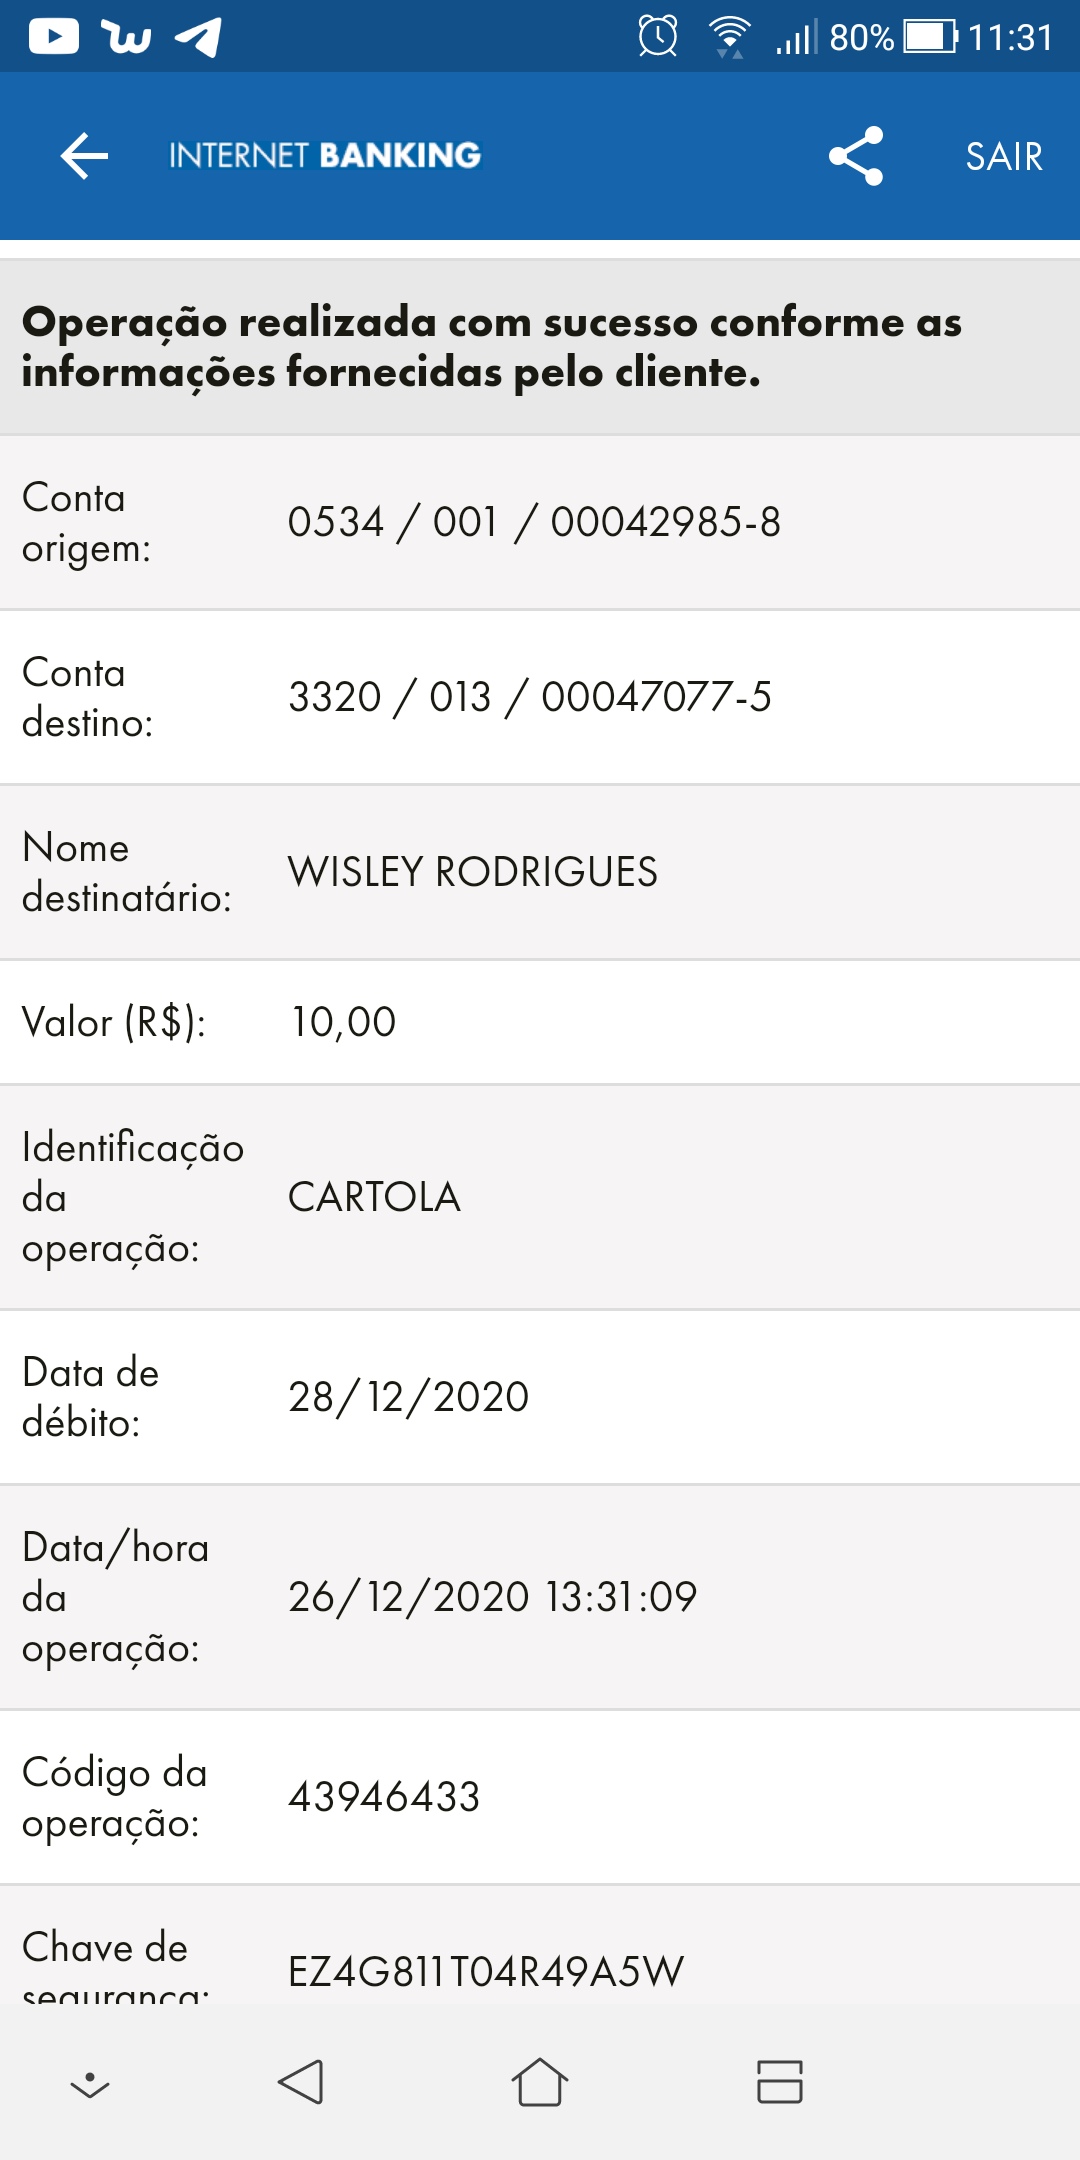 80% 11:31
INTERNET BANKING SAIR
Operação realizada com sucesso conforme as
informações fornecidas pelo cliente.
Conta
origem:
0534 / 001 / 00042985-8
Conta
destino:
3320 / 013 / 00047077-5
Nome
destinatário:
WISLEY RODRIGUES
Valor (R$):
10,00
Identificação
da
operação:
CARTOLA
Data de
débito:
28/12/2020
Data/hora
da
operação:
26/12/2020 13:31:09
Código da
operação:
43946433
Chave de
segurança:
EZ4G811T04R49A5W